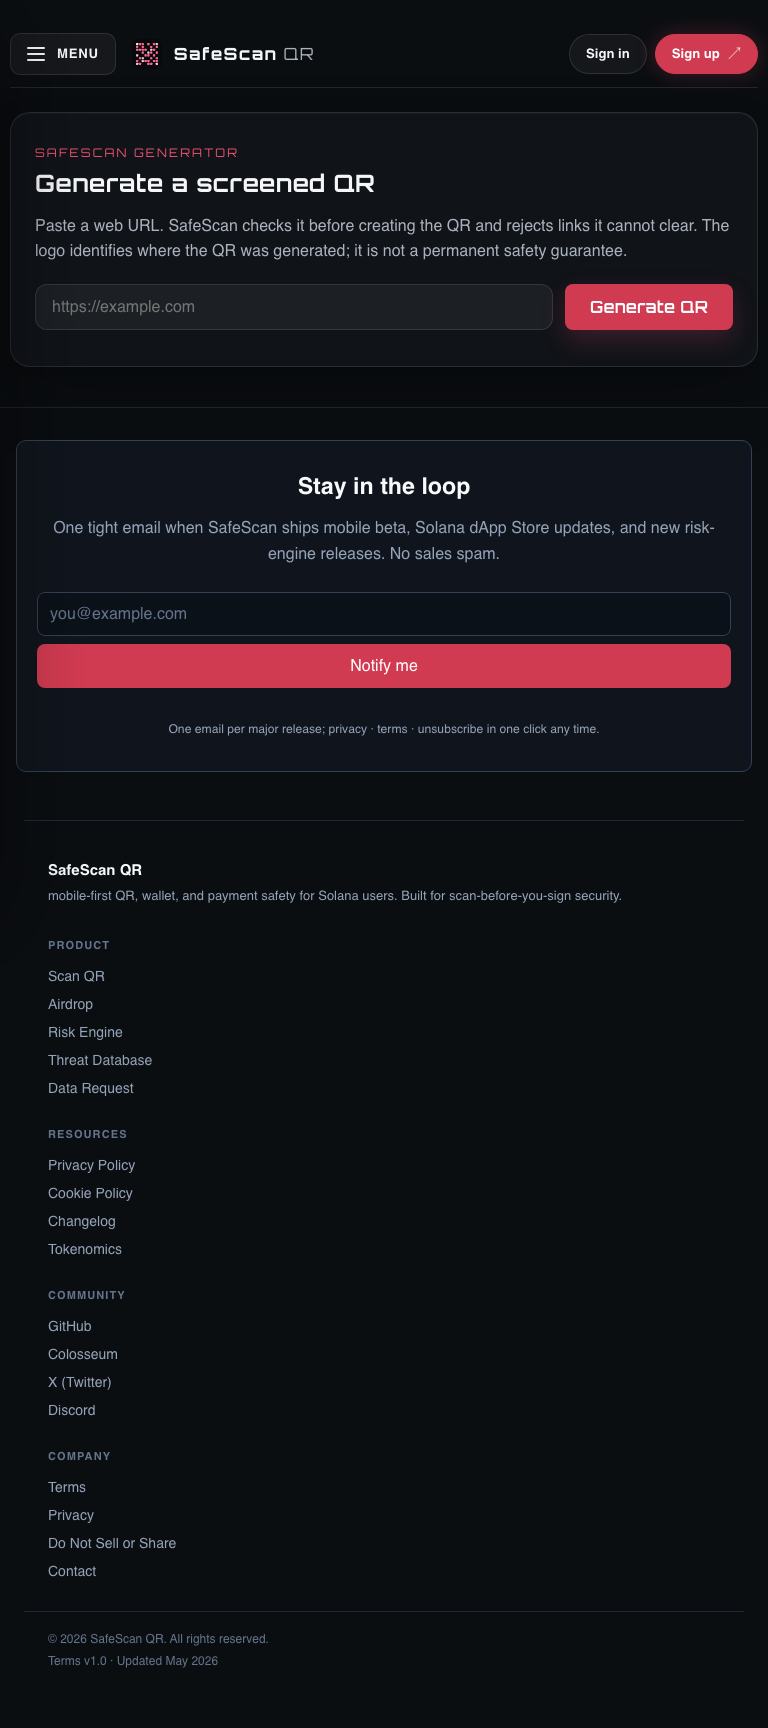 MENU
SafeScan QR
Sign in
Sign up ↗
SAFESCAN GENERATOR
Generate a screened QR
Paste a web URL. SafeScan checks it before creating the QR and rejects links it cannot clear. The
logo identifies where the QR was generated; it is not a permanent safety guarantee.
https://example.com
Generate QR
Stay in the loop
One tight email when SafeScan ships mobile beta, Solana dApp Store updates, and new risk-
engine releases. No sales spam.
you@example.com
Notify me
One email per major release; privacy · terms · unsubscribe in one click any time.
SafeScan QR
mobile-first QR, wallet, and payment safety for Solana users. Built for scan-before-you-sign security.
PRODUCT
Scan QR
Airdrop
Risk Engine
Threat Database
Data Request
RESOURCES
Privacy Policy
Cookie Policy
Changelog
Tokenomics
COMMUNITY
GitHub
Colosseum
X (Twitter)
Discord
COMPANY
Terms
Privacy
Do Not Sell or Share
Contact
© 2026 SafeScan QR. All rights reserved.
Terms v1.0 · Updated May 2026